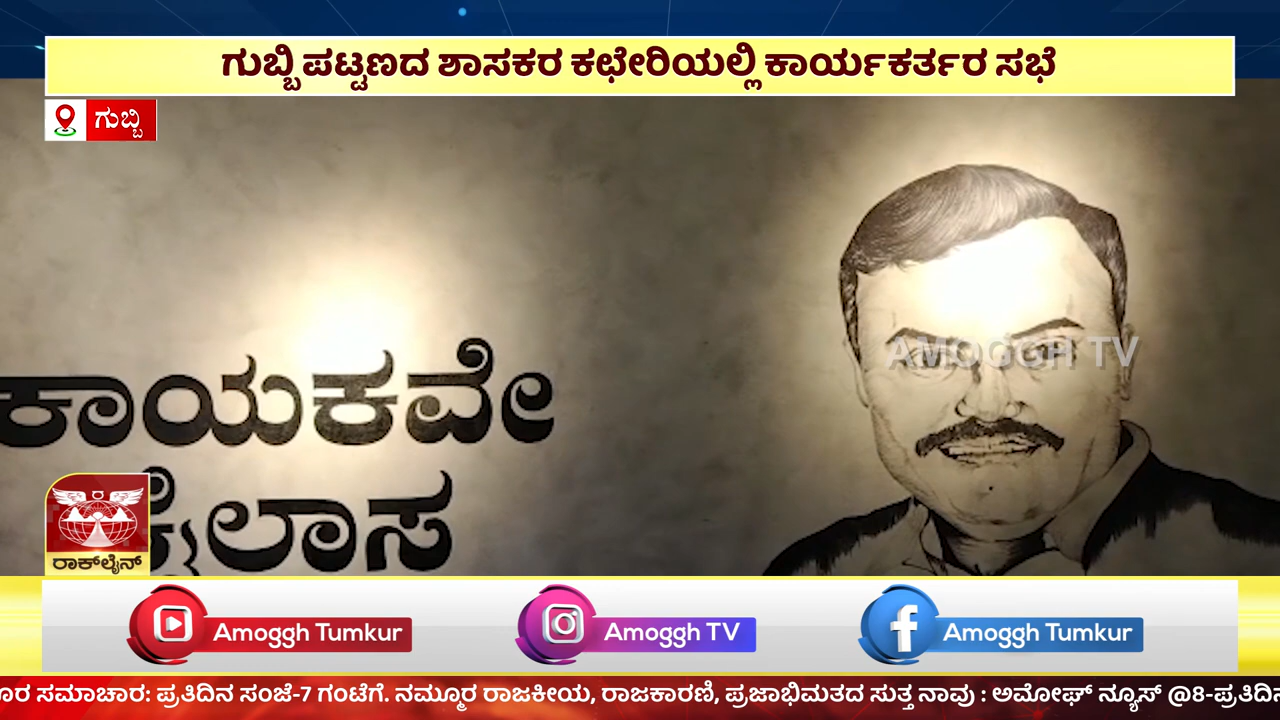 ಗುಬ್ಬಿ ಪಟ್ಟಣದ ಶಾಸಕರ ಕಛೇರಿಯಲ್ಲಿ ಕಾರ್ಯಕರ್ತರ ಸಭೆ
ಗುಬ್ಬಿ
AMOGGH TV
ಕಾಯಕವೇ
ಕೈಲಾಸ
ರಾಕ್‌ಲೈನ್
Amoggh Tumkur
Amoggh TV
Amoggh Tumkur
ಸಮಾಚಾರ: ಪ್ರತಿದಿನ ಸಂಜೆ-7 ಗಂಟೆಗೆ. ನಮ್ಮೂರ ರಾಜಕೀಯ, ರಾಜಕಾರಣಿ, ಪ್ರಜಾಭಿಮತದ ಸುತ್ತ ನಾವು : ಅಮೋಘ್ ನ್ಯೂಸ್ @8-ಪ್ರತಿದಿನ